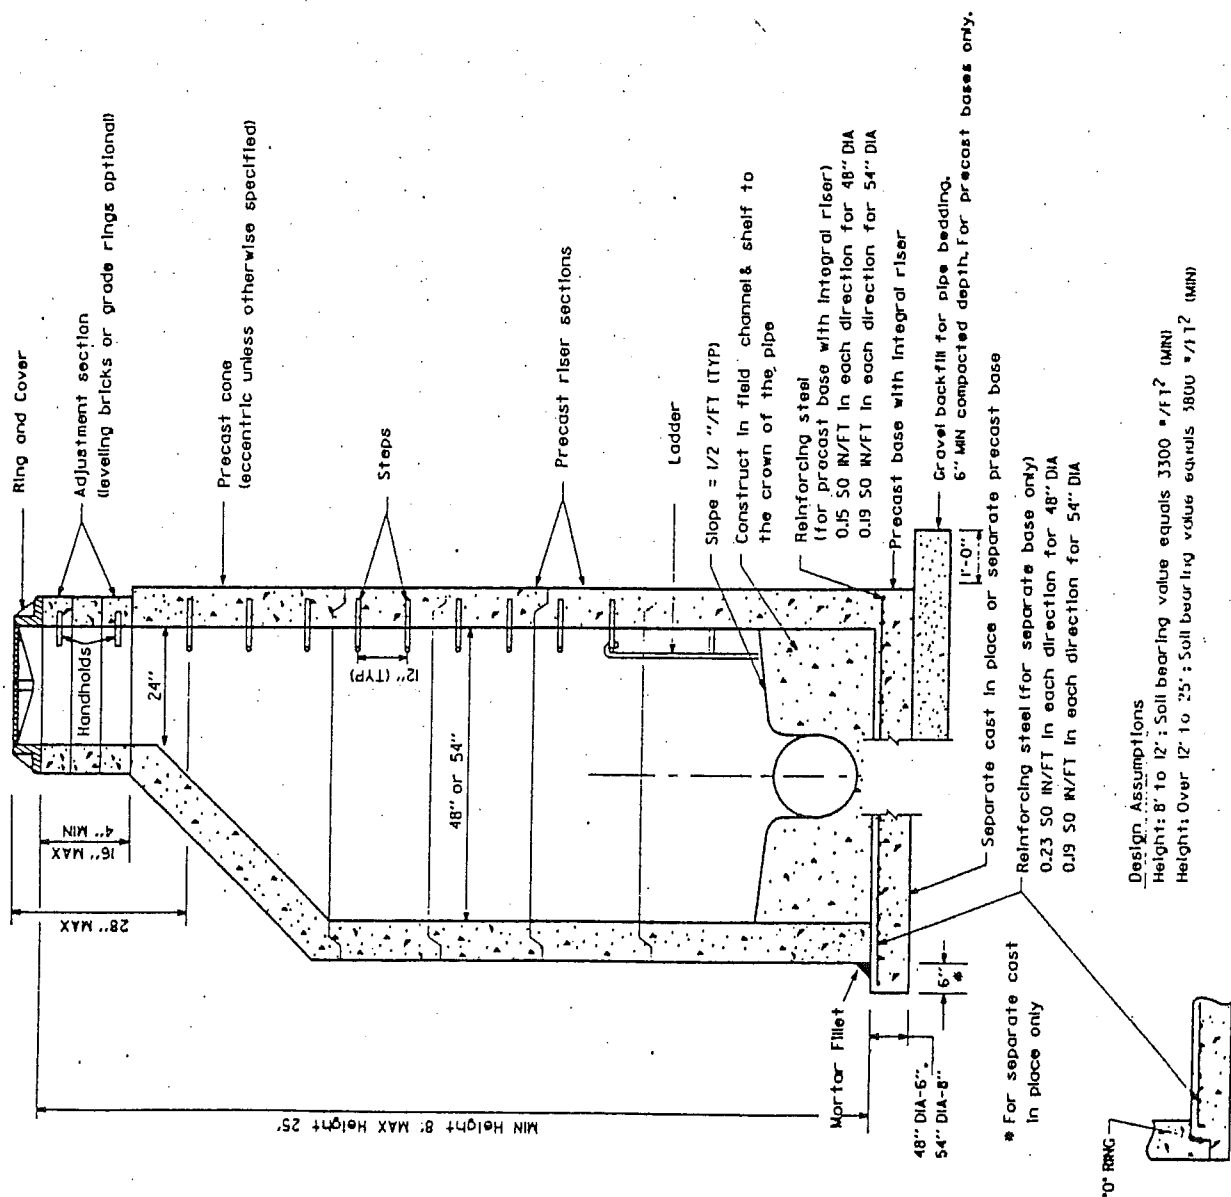 Ring and Cover
Adjustment section
(leveling bricks or grade rings optional)
Precast cone
(eccentric unless otherwise specified)
Steps
Precast riser sections
Ladder
Slope = 1/2 "/FT (TYP)
Construct in field channel & shelf to
the crown of the pipe
Reinforcing steel
(for precast base with integral riser)
0.15 SQ IN/FT in each direction for 48" DIA
0.19 SQ IN/FT in each direction for 54" DIA
Precast base with integral riser
Gravel backfill for pipe bedding.
6" MIN compacted depth. For precast bases only.
1'-0"
Handholds
24"
12" (TYP)
48" or 54"
16" MAX
4" MIN
28" MAX
MIN Height 8' MAX Height 25'
Mortar Fillet
6"
*
48" DIA-6".
54" DIA-8"
Separate cast in place or separate precast base
Reinforcing steel (for separate base only)
0.23 SQ IN/FT in each direction for 48" DIA
0.19 SQ IN/FT in each direction for 54" DIA
* For separate cast
in place only
"O" RING
Design Assumptions
Height: 8' to 12' : Soil bearing value equals 3300 #/FT² (MIN)
Height: Over 12' to 25' : Soil bearing value equals 3800 #/FT² (MIN)